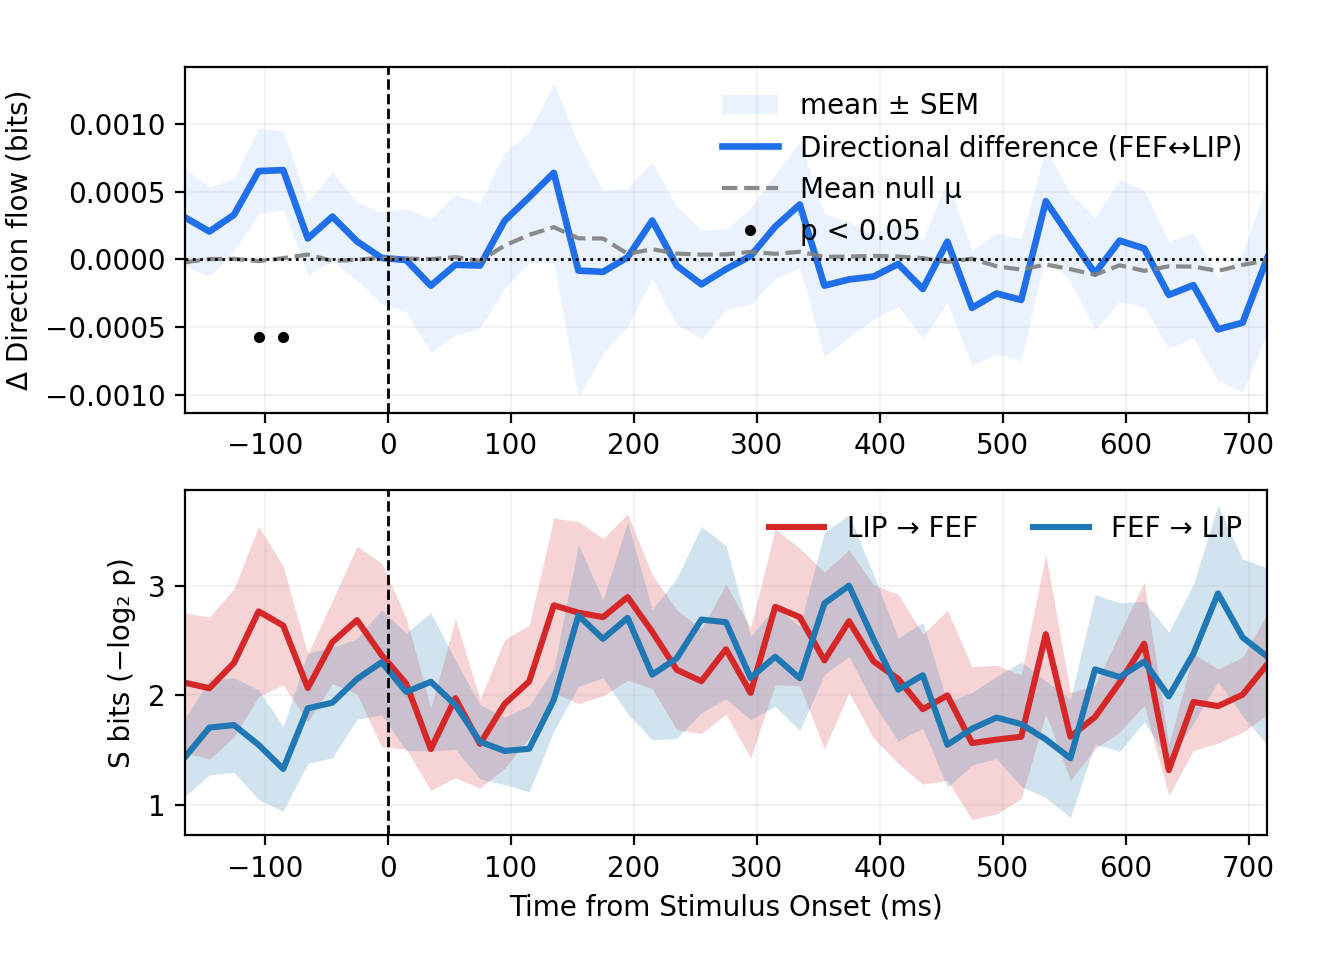 Δ Direction flow (bits)
0.0010
0.0005
0.0000
−0.0005
−0.0010
mean ± SEM
Directional difference (FEF↔LIP)
Mean null μ
p < 0.05
−100 0 100 200 300 400 500 600 700
S bits (−log₂ p)
3
2
1
LIP → FEF FEF → LIP
−100 0 100 200 300 400 500 600 700
Time from Stimulus Onset (ms)